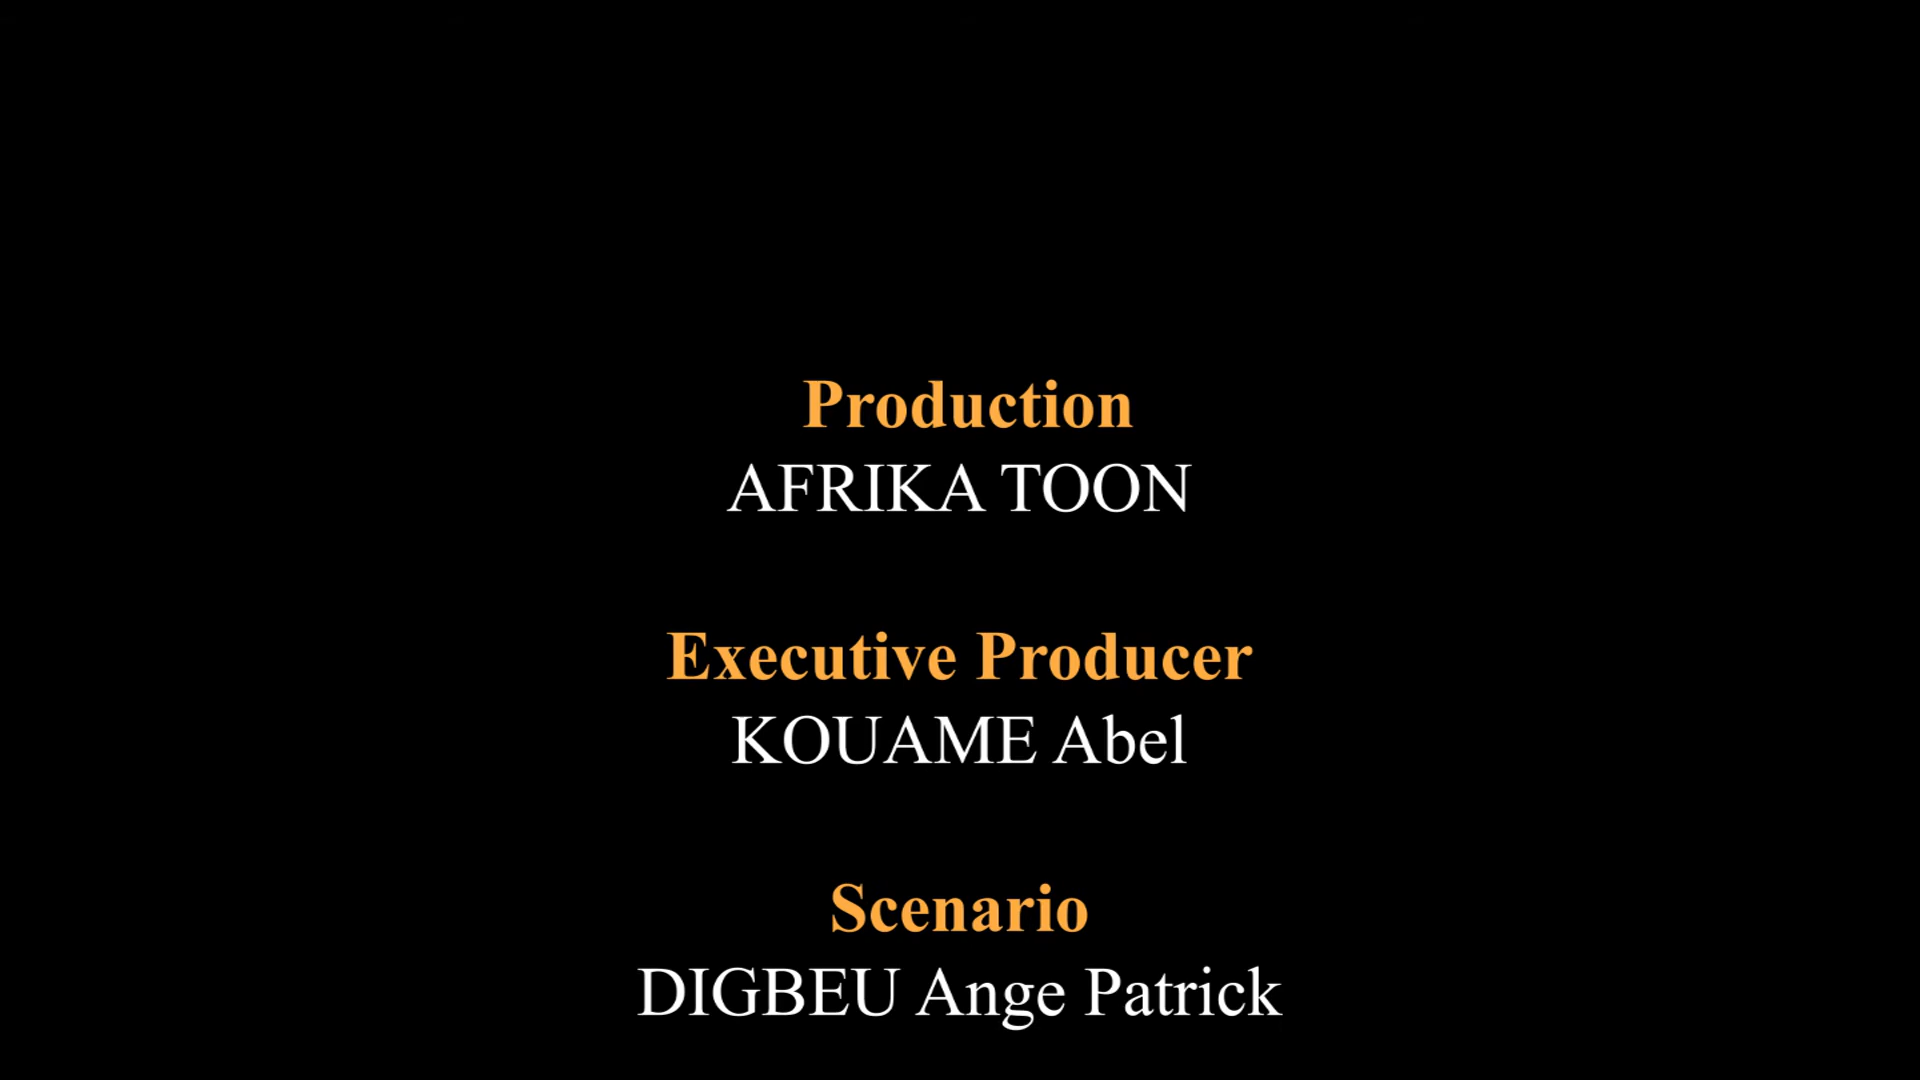 Production
AFRIKA TOON
Executive Producer
KOUAME Abel
Scenario
DIGBEU Ange Patrick